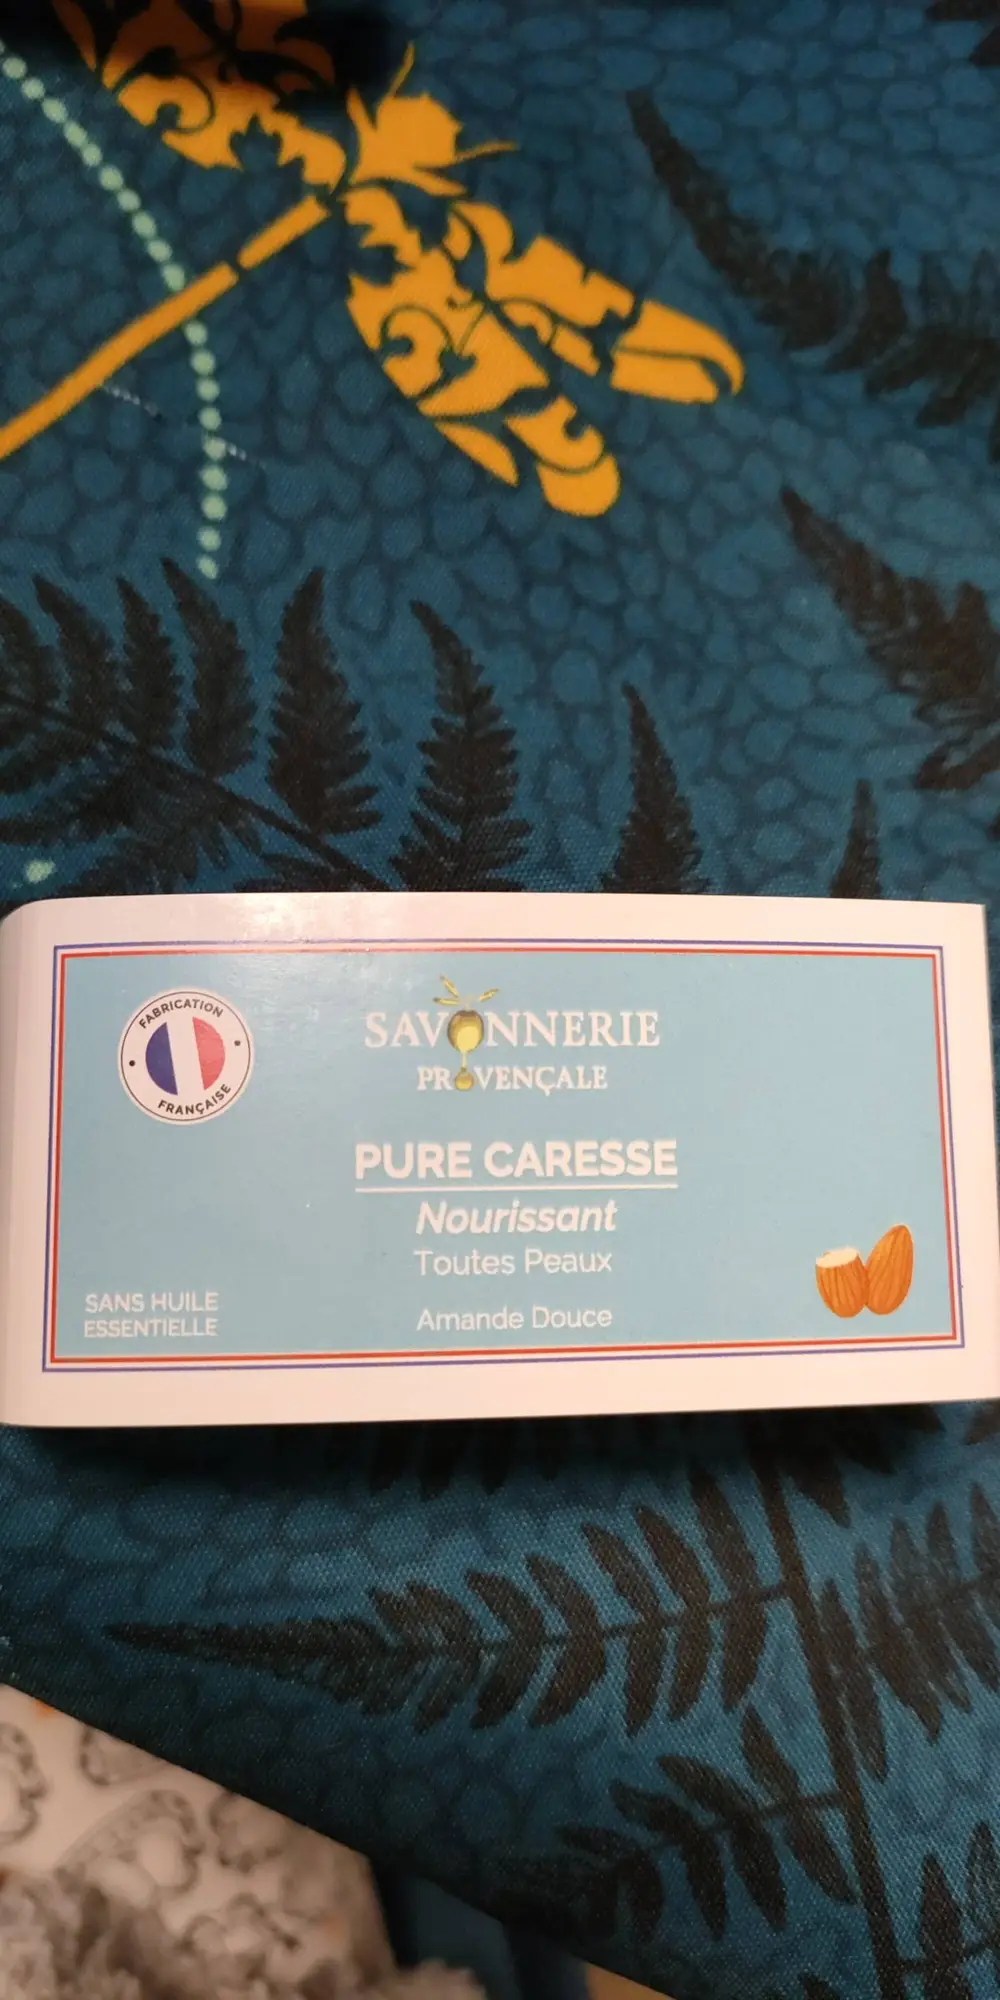 FABRICATION
FRANÇAISE
SAVONNERIE
PROVENÇALE
PURE CARESSE
Nourissant
Toutes Peaux
Amande Douce
SANS HUILE
ESSENTIELLE